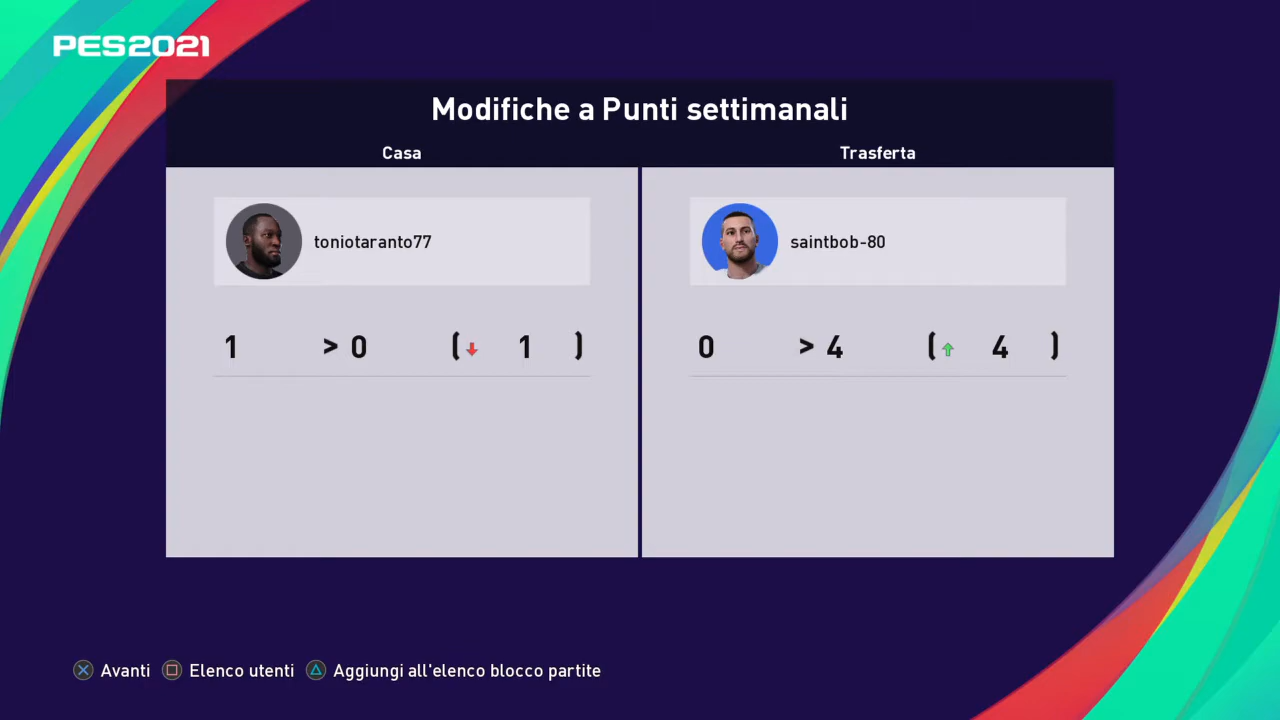 PES2021
Modifiche a Punti settimanali
Casa
Trasferta
toniotaranto77
saintbob-80
1 > 0 (↓ 1 )
0 > 4 (↑ 4 )
Avanti Elenco utenti Aggiungi all'elenco blocco partite